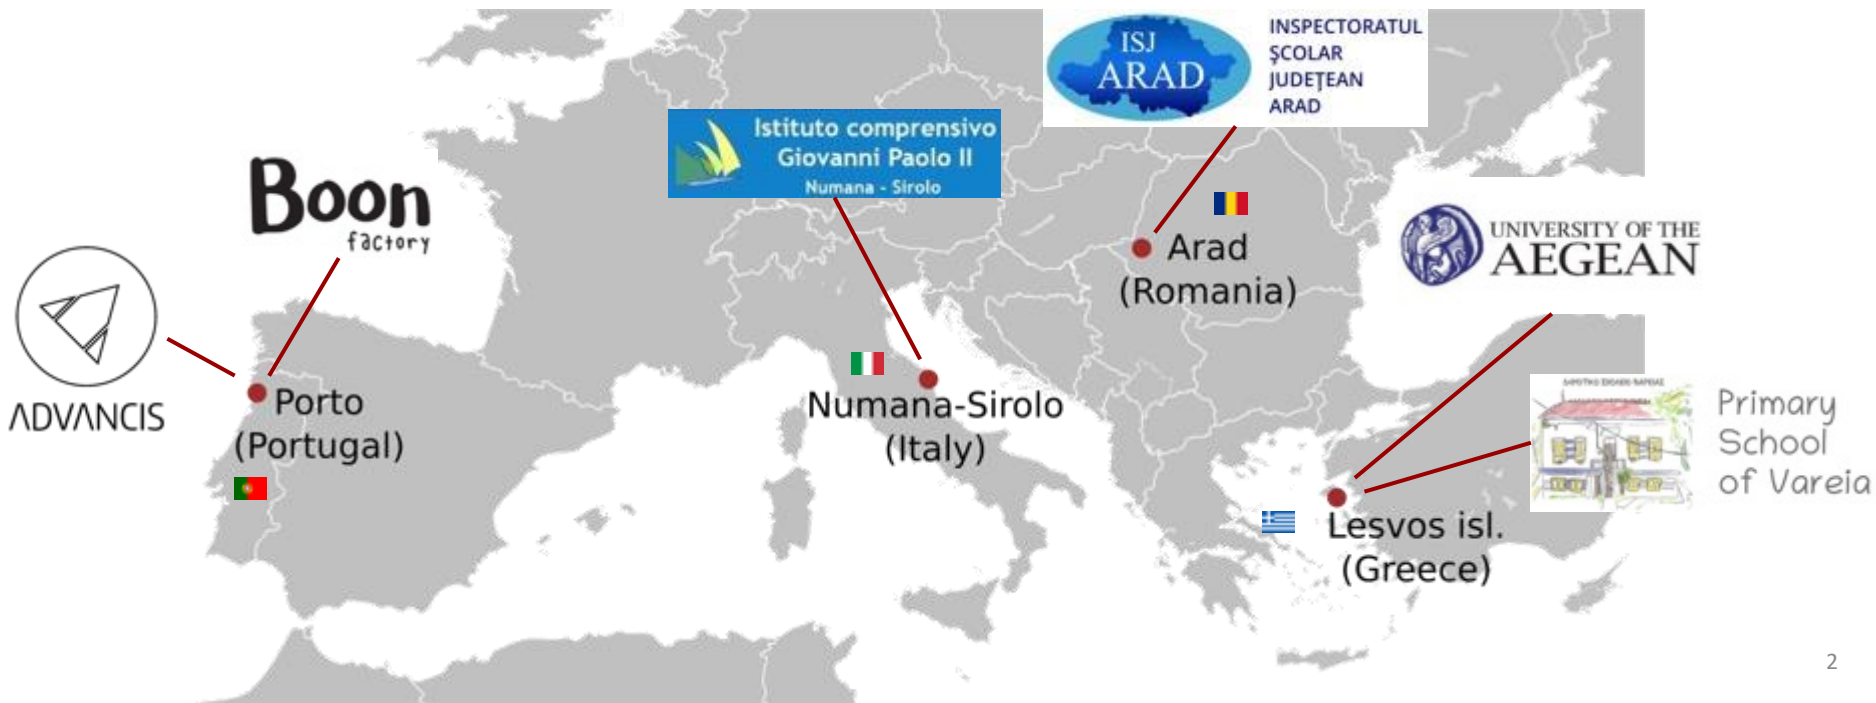 ISJ
ARAD
INSPECTORATUL
ŞCOLAR
JUDEŢEAN
ARAD
Istituto comprensivo
Giovanni Paolo II
Numana - Sirolo
Boon
factory
ADVANCIS
UNIVERSITY OF THE
AEGEAN
Arad
(Romania)
Porto
(Portugal)
Numana-Sirolo
(Italy)
Primary
School
of Vareia
Lesvos isl.
(Greece)
2